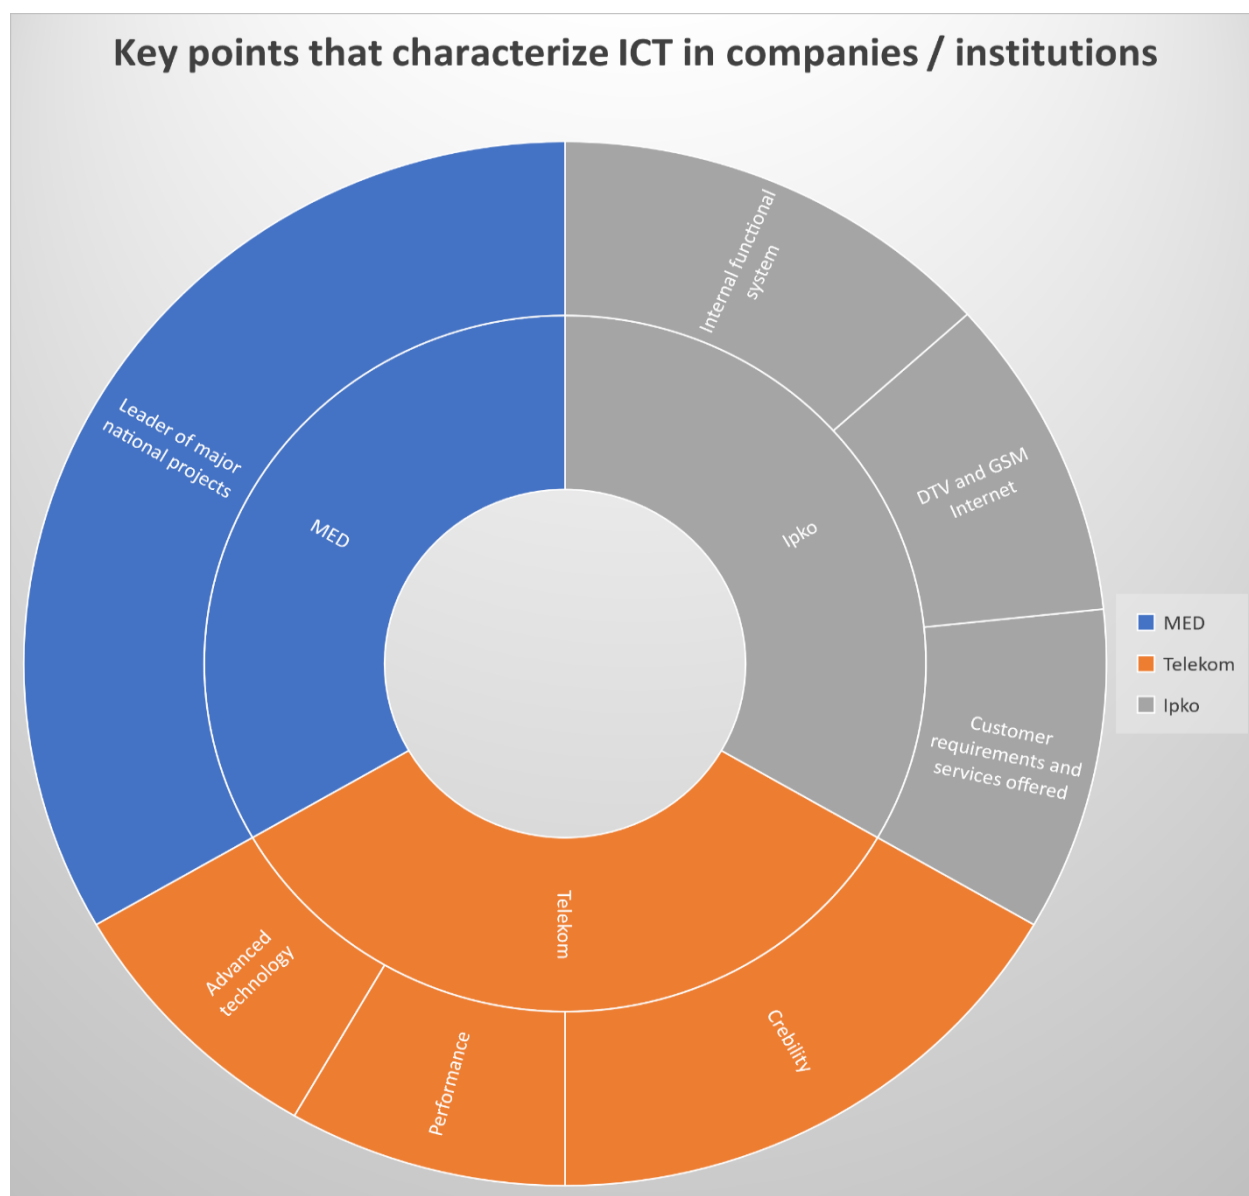 Key points that characterize ICT in companies / institutions
Internal functional
system
DTV and GSM
Internet
Ipko
Customer
requirements and
services offered
Crebility
Telekom
Performance
Advanced
technology
MED
Leader of major
national projects
MED
Telekom
Ipko